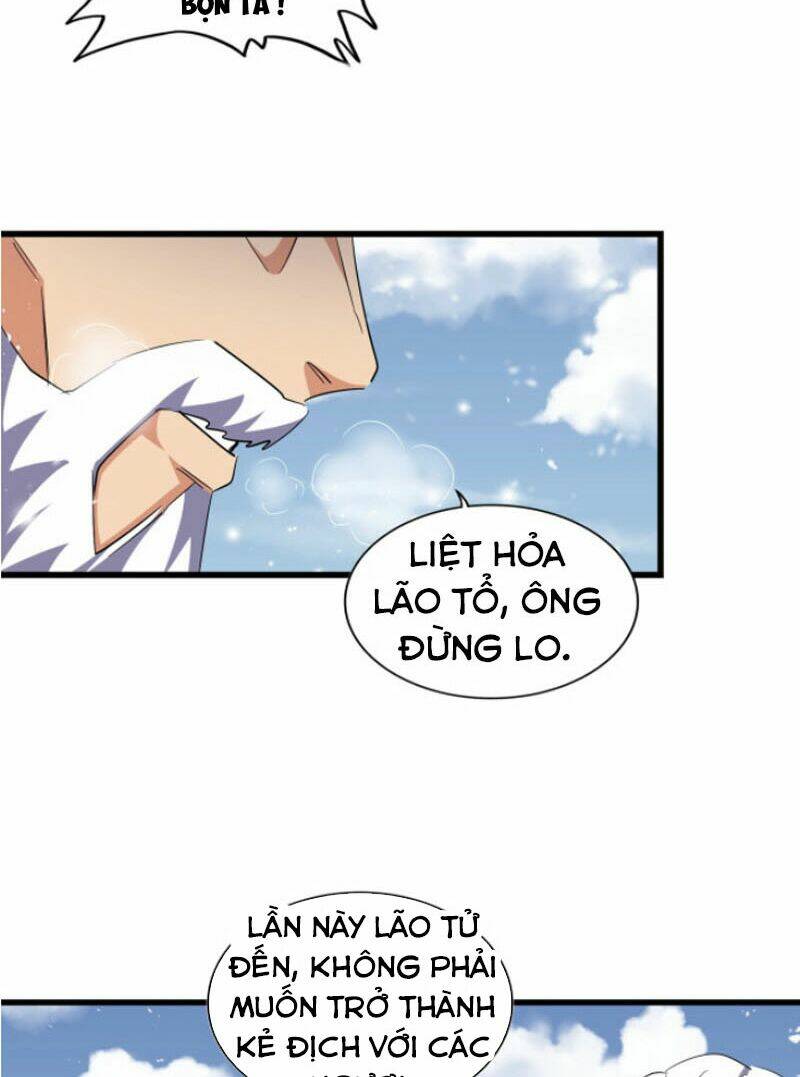 BỌN TA!
LIỆT HỎA
LÃO TỔ, ÔNG
ĐỪNG LO.
LẦN NÀY LÃO TỬ
ĐẾN, KHÔNG PHẢI
MUỐN TRỞ THÀNH
KẺ ĐỊCH VỚI CÁC